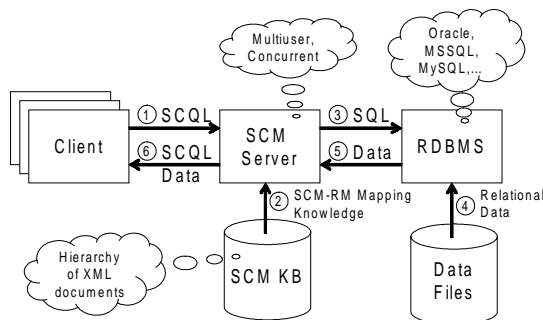 Multiuser,
Concurrent
Oracle,
MSSQL,
MySQL,...
Client
① SCQL
⑥ SCQL
Data
SCM
Server
③ SQL
⑤ Data
RDBMS
② SCM-RM Mapping
Knowledge
④ Relational
Data
Hierarchy
of XML
documents
SCM KB
Data
Files